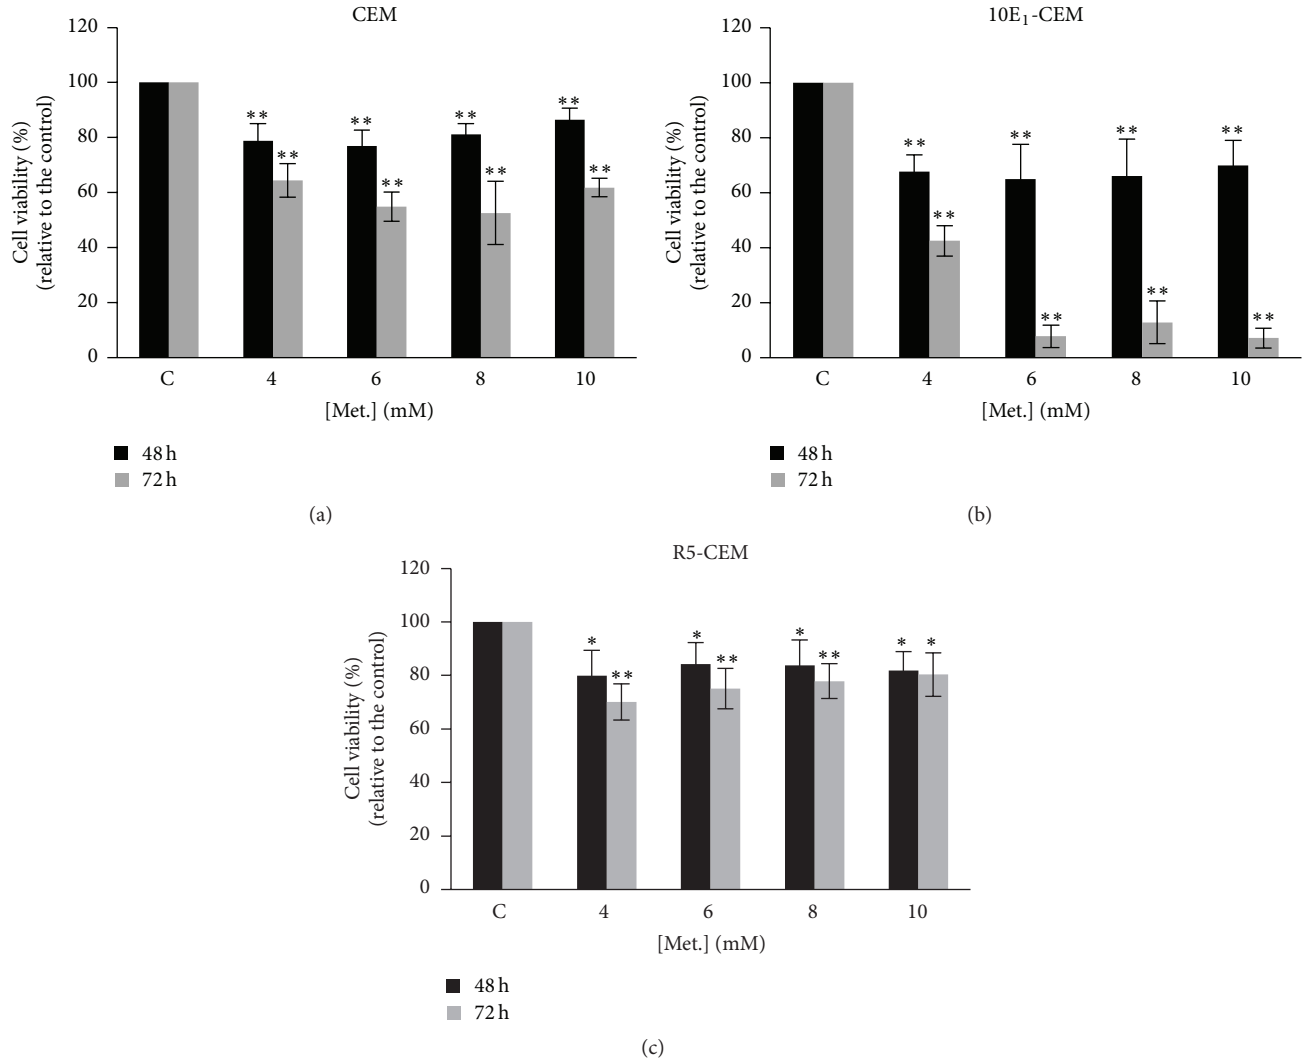 CEM
Cell viability (%)
(relative to the control)
120
100
80
60
40
20
0
** ** ** ** ** ** ** **
C 4 6 8 10
[Met.] (mM)
48 h
72 h
(a)
10E1-CEM
Cell viability (%)
(relative to the control)
120
100
80
60
40
20
0
** ** ** ** ** ** ** **
C 4 6 8 10
[Met.] (mM)
48 h
72 h
(b)
R5-CEM
Cell viability (%)
(relative to the control)
120
100
80
60
40
20
0
* ** * ** * ** * *
C 4 6 8 10
[Met.] (mM)
48 h
72 h
(c)